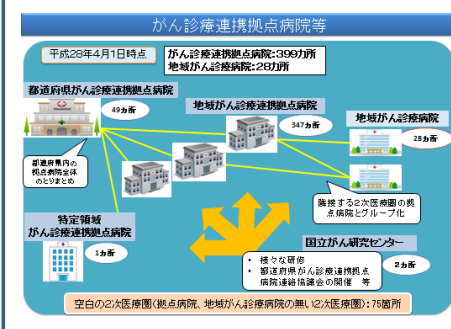 がん診療連携拠点病院等
平成28年4月1日時点
がん診療連携拠点病院:399カ所
地域がん診療病院:28カ所
都道府県がん診療連携拠点病院
49カ所
地域がん診療連携拠点病院
347カ所
地域がん診療病院
28カ所
都道府県内の
拠点病院全体
のとりまとめ
隣接する2次医療圏の拠
点病院とグループ化
特定領域
がん診療連携拠点病院
1カ所
国立がん研究センター
2カ所
• 様々な研修
• 都道府県がん診療連携拠点
病院連絡協議会の開催 等
空白の2次医療圏(拠点病院、地域がん診療病院の無い2次医療圏):75箇所